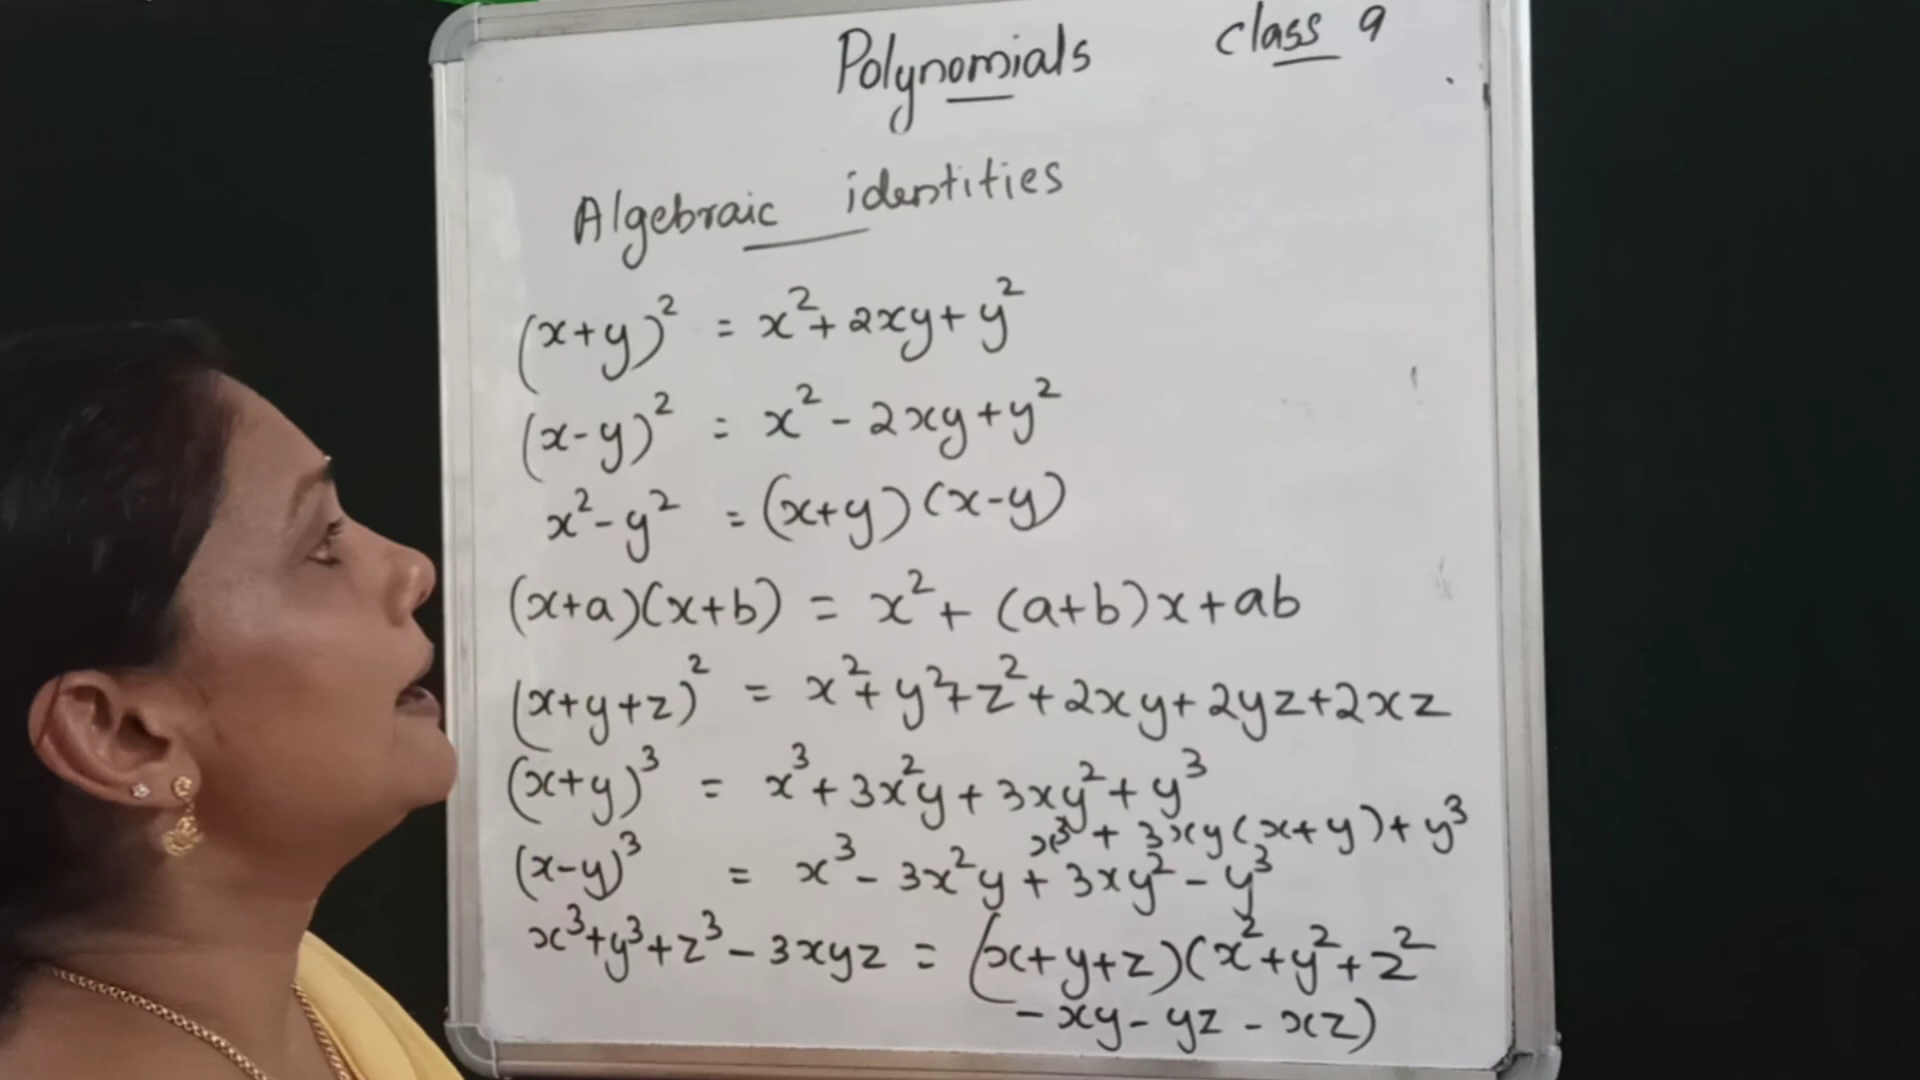 Polynomials class 9
Algebraic identities
(x+y)² = x²+2xy+y²
(x-y)² = x²-2xy+y²
x²-y² = (x+y)(x-y)
(x+a)(x+b) = x²+(a+b)x+ab
(x+y+z)² = x²+y²+z²+2xy+2yz+2xz
(x+y)³ = x³+3x²y+3xy²+y³
x³+3xy(x+y)+y³
(x-y)³ = x³-3x²y+3xy²-y³
x³+y³+z³-3xyz = (x+y+z)(x²+y²+z²
-xy-yz-xz)